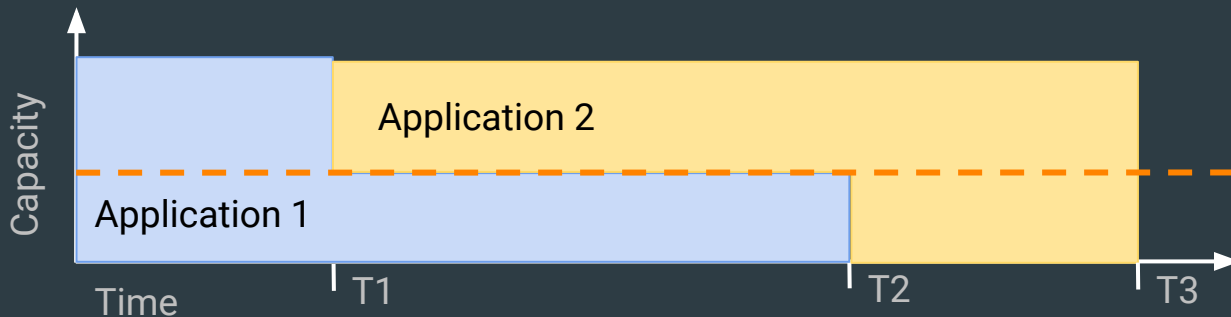 Capacity
Application 2
Application 1
Time
T1
T2
T3